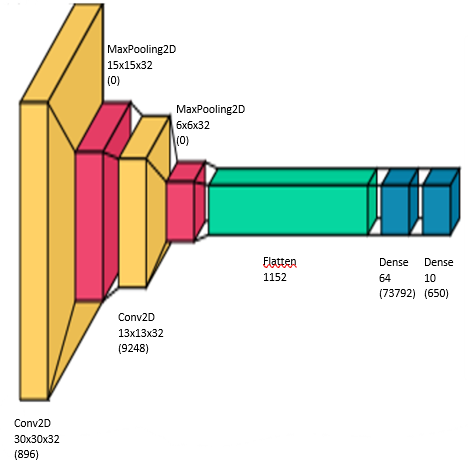 MaxPooling2D
15x15x32
(0)
MaxPooling2D
6x6x32
(0)
Flatten
1152
Dense
64
(73792)
Dense
10
(650)
Conv2D
13x13x32
(9248)
Conv2D
30x30x32
(896)